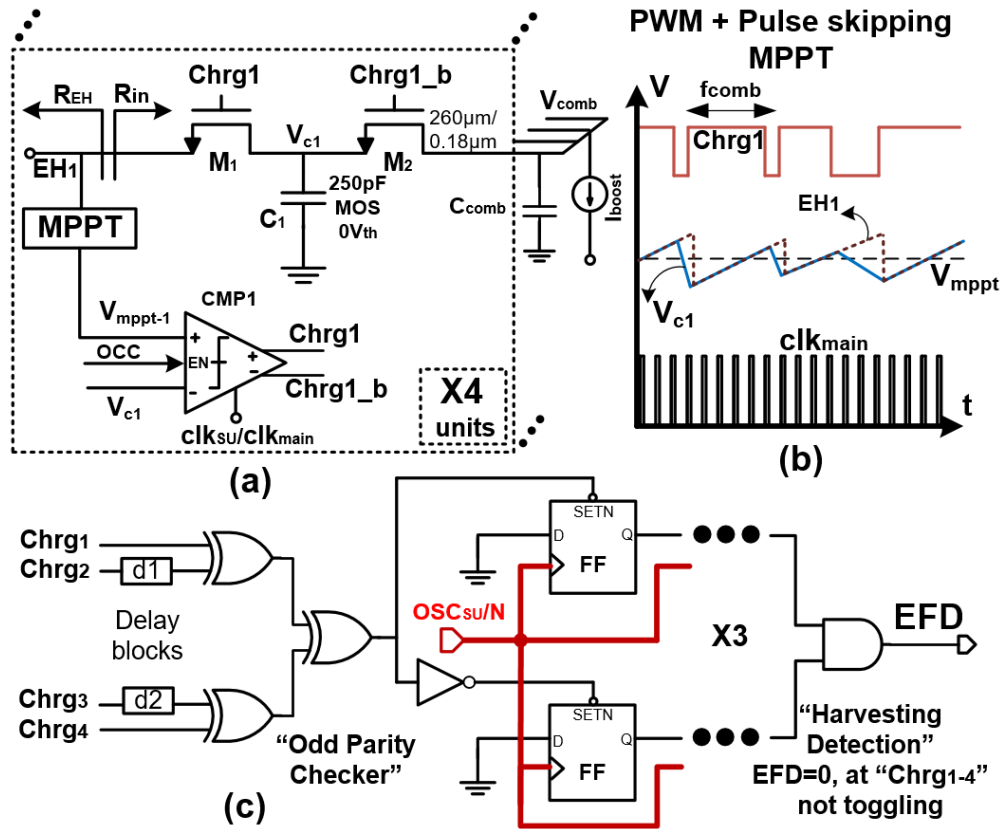 Chrg1
Chrg1_b
REH
Rin
260μm/
0.18μm
Vcomb
Vc1
EH1
M1
M2
250pF
MOS
0Vth
C1
Ccomb
Iboost
MPPT
CMP1
Vmppt-1
+
OCC
EN
+
-
Chrg1
Chrg1_b
Vc1
-
clkSU/clkmain
X4
units
(a)
PWM + Pulse skipping
MPPT
V
fcomb
Chrg1
EH1
Vmppt
Vc1
clkmain
t
(b)
Chrg1
Chrg2
d1
Delay
blocks
Chrg3
d2
Chrg4
“Odd Parity
Checker”
(c)
OSCSU/N
SETN
D
Q
FF
SETN
D
Q
FF
X3
EFD
“Harvesting
Detection”
EFD=0, at “Chrg1-4”
not toggling